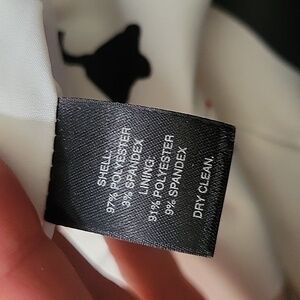 SHELL:
97% POLYESTER
3% SPANDEX
LINING:
91% POLYESTER
9% SPANDEX
DRY CLEAN.